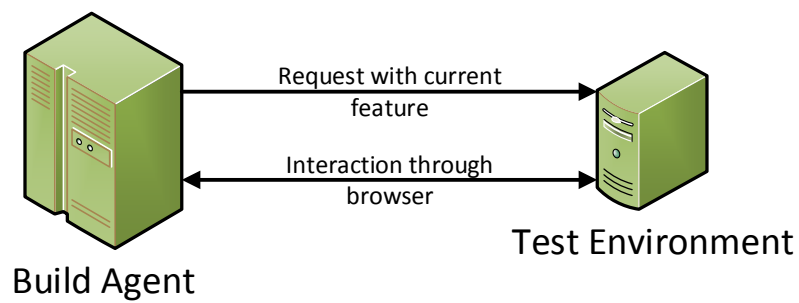 Request with current
feature
Interaction through
browser
Test Environment
Build Agent